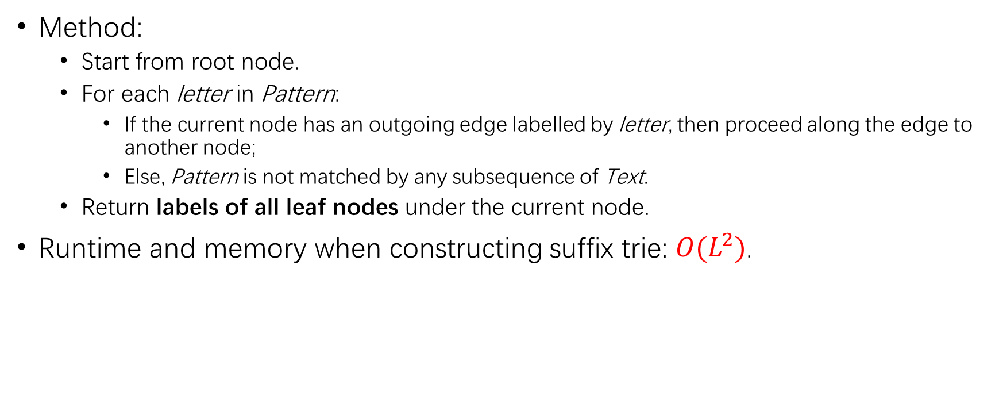 • Method:
• Start from root node.
• For each letter in Pattern:
• If the current node has an outgoing edge labelled by letter, then proceed along the edge to
another node;
• Else, Pattern is not matched by any subsequence of Text.
• Return labels of all leaf nodes under the current node.
• Runtime and memory when constructing suffix trie: O(L²).